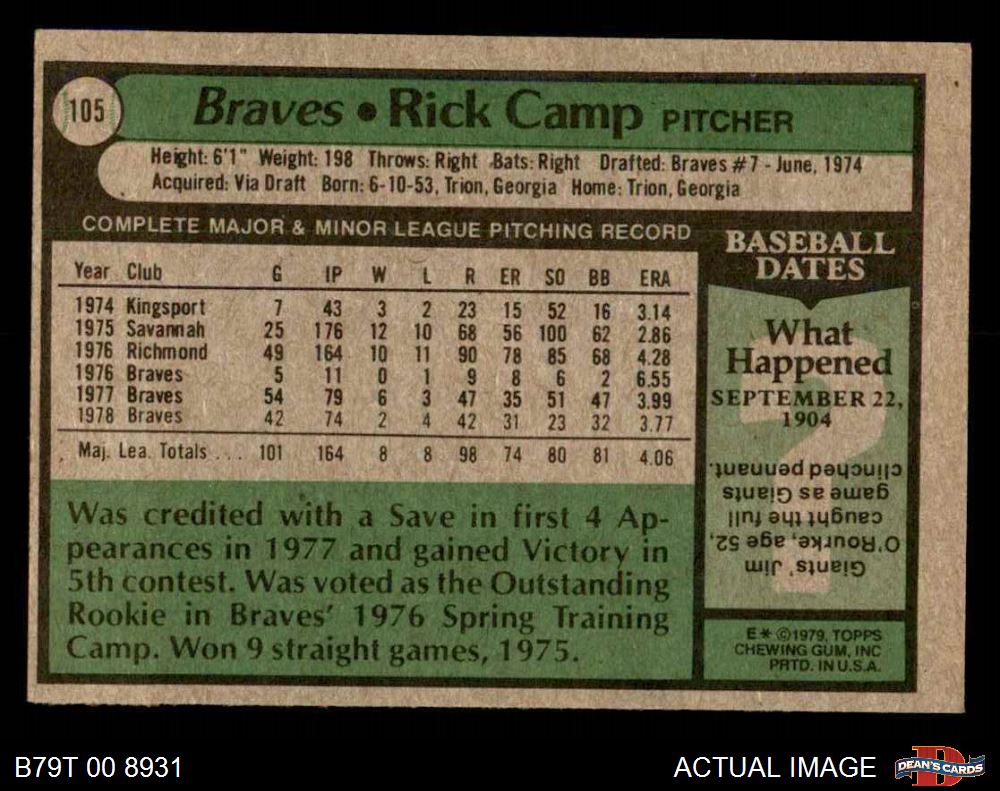 105
Braves • Rick Camp PITCHER
Height: 6'1" Weight: 198 Throws: Right Bats: Right Drafted: Braves #7 - June, 1974
Acquired: Via Draft Born: 6-10-53, Trion, Georgia Home: Trion, Georgia
COMPLETE MAJOR & MINOR LEAGUE PITCHING RECORD
Year Club G IP W L R ER SO BB ERA
1974 Kingsport 7 43 3 2 23 15 52 16 3.14
1975 Savannah 25 176 12 10 68 56 100 62 2.86
1976 Richmond 49 164 10 11 90 78 85 68 4.28
1976 Braves 5 11 0 1 9 8 6 2 6.55
1977 Braves 54 79 6 3 47 35 51 47 3.99
1978 Braves 42 74 2 4 42 31 23 32 3.77
Maj. Lea. Totals ... 101 164 8 8 98 74 80 81 4.06
Was credited with a Save in first 4 Ap-
pearances in 1977 and gained Victory in
5th contest. Was voted as the Outstanding
Rookie in Braves' 1976 Spring Training
Camp. Won 9 straight games, 1975.
BASEBALL
DATES
What
Happened
SEPTEMBER 22,
1904
Giants' Jim
O'Rourke, age 52,
caught the full
game as Giants
clinched pennant.
E* ©1979, TOPPS
CHEWING GUM, INC
PRTD. IN U.S.A.
B79T 00 8931
ACTUAL IMAGE
DEAN'S CARDS